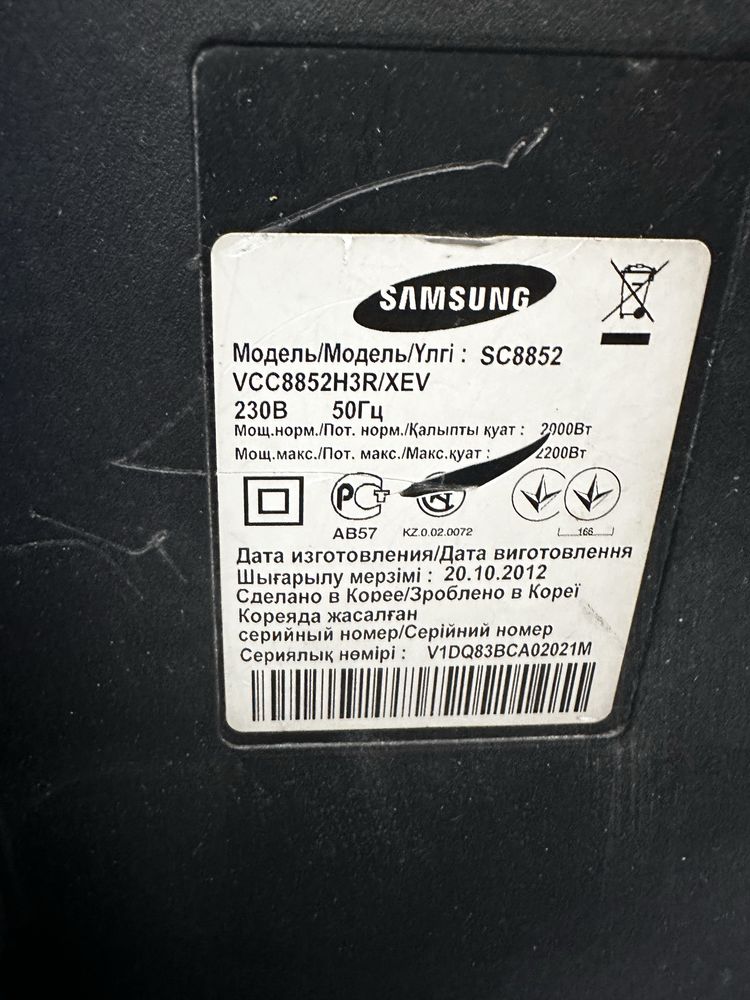 SAMSUNG
Модель/Модель/Үлгі : SC8852
VCC8852H3R/XEV
230В 50Гц
Мощ.норм./Пот. норм./Қалыпты қуат : 2000Вт
Мощ.макс./Пот. макс./Макс.қуат : 2200Вт
РСТ
АВ57 KZ.0.02.0072 166
Дата изготовления/Дата виготовлення
Шығарылу мерзімі : 20.10.2012
Сделано в Корее/Зроблено в Кореї
Кореяда жасалған
серийный номер/Серійний номер
Сериялық нөмірі : V1DQ83BCA02021M